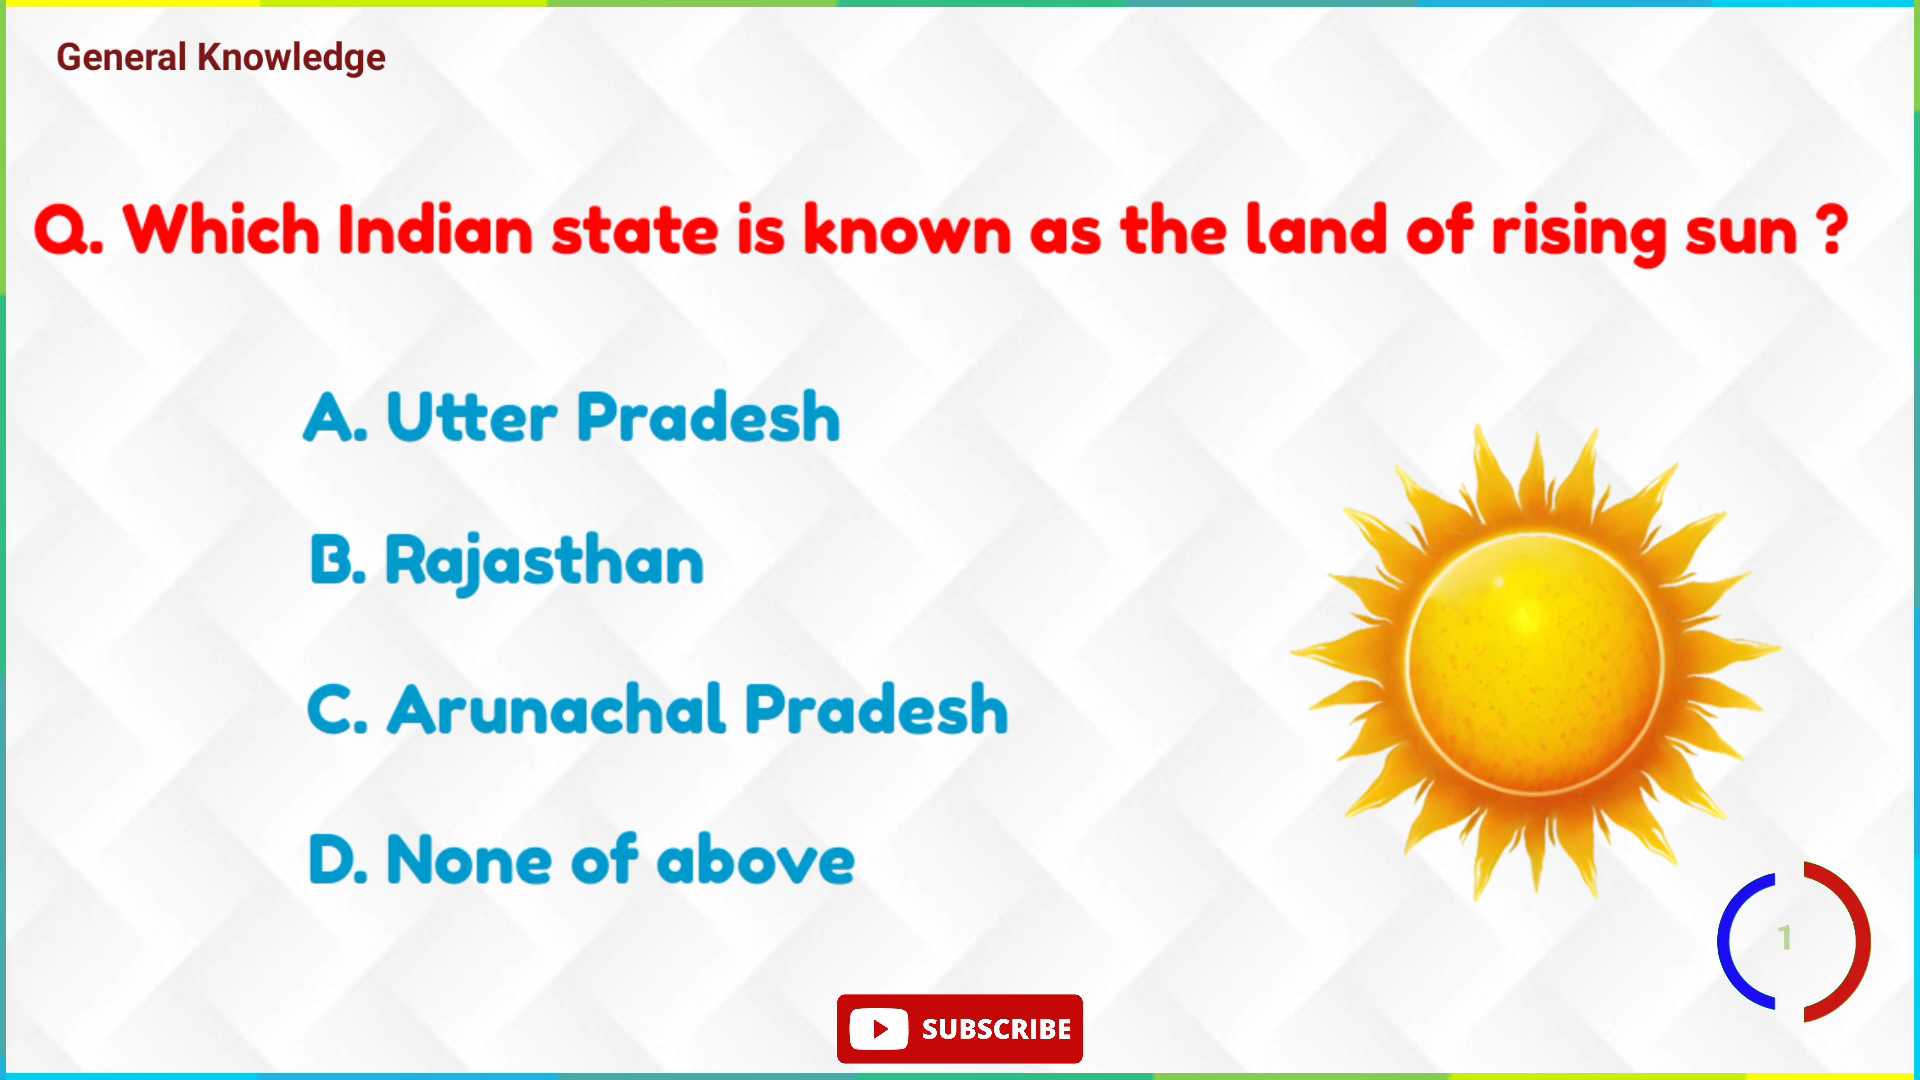 General Knowledge
Q. Which Indian state is known as the land of rising sun ?
A. Utter Pradesh
B. Rajasthan
C. Arunachal Pradesh
D. None of above
1
SUBSCRIBE